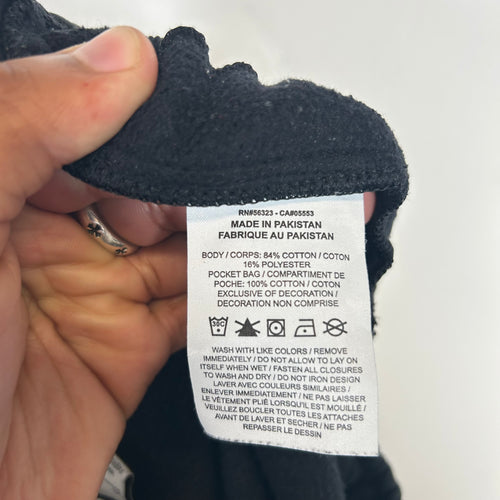 RN#56323 - CA#05553
MADE IN PAKISTAN
FABRIQUE AU PAKISTAN
BODY / CORPS: 84% COTTON / COTON
16% POLYESTER
POCKET BAG / COMPARTIMENT DE
POCHE: 100% COTTON / COTON
EXCLUSIVE OF DECORATION /
DECORATION NON COMPRISE
30C
WASH WITH LIKE COLORS / REMOVE
IMMEDIATELY / DO NOT ALLOW TO LAY ON
ITSELF WHEN WET / FASTEN ALL CLOSURES
TO WASH AND DRY / DO NOT IRON DESIGN
LAVER AVEC COULEURS SIMILAIRES /
ENLEVER IMMEDIATEMENT / NE PAS LAISSER
LE VÊTEMENT PLIÉ LORSQU'IL EST MOUILLÉ /
VEUILLEZ BOUCLER TOUTES LES ATTACHES
AVANT DE LAVER ET SECHER / NE PAS
REPASSER LE DESSIN